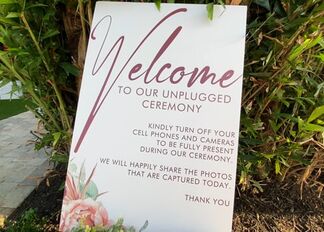 Welcome
TO OUR UNPLUGGED
CEREMONY
KINDLY TURN OFF YOUR
CELL PHONES AND CAMERAS
TO BE FULLY PRESENT
DURING OUR CEREMONY.
WE WILL HAPPILY SHARE THE PHOTOS
THAT ARE CAPTURED TODAY.
THANK YOU